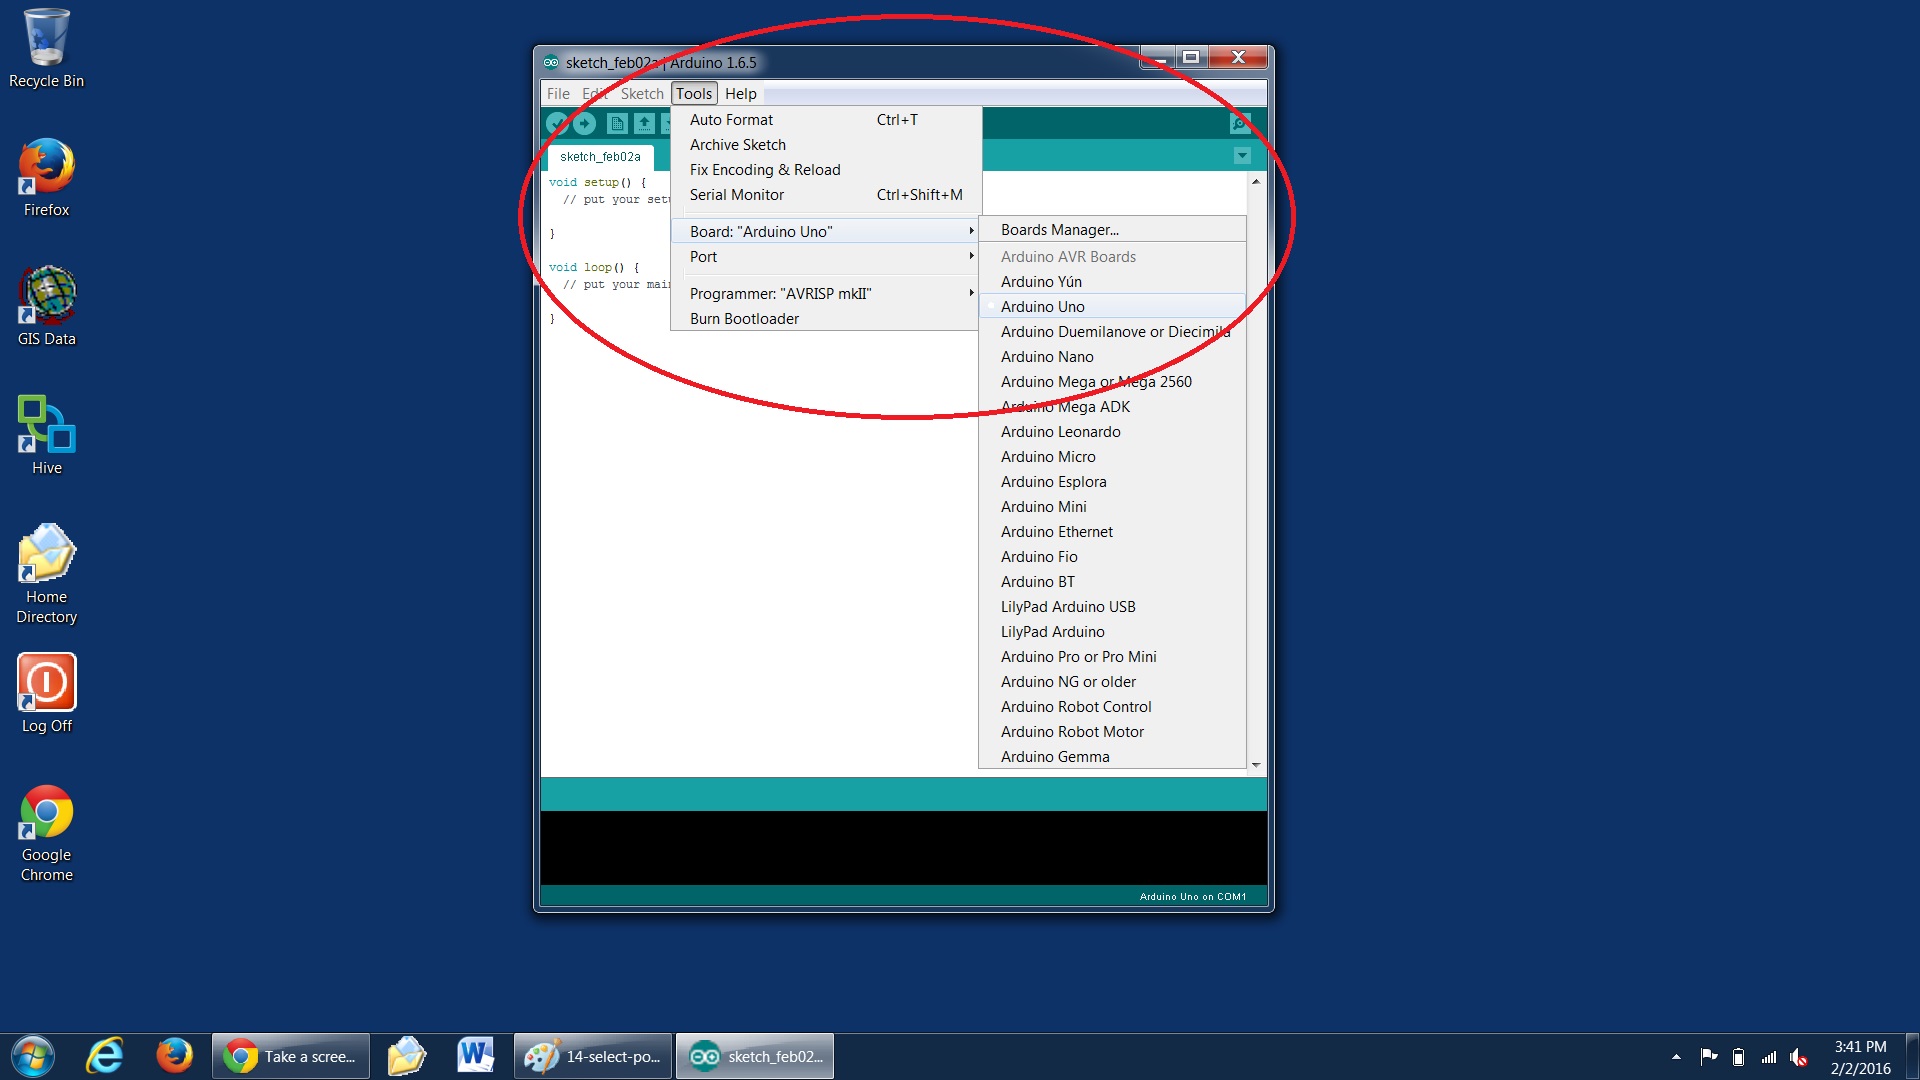 Recycle Bin
Firefox
GIS Data
Hive
Home
Directory
Log Off
Google
Chrome
sketch_feb02a | Arduino 1.6.5
File Edit Sketch Tools Help
sketch_feb02a
void setup() {
// put your setu
}
void loop() {
// put your main
}
Auto Format Ctrl+T
Archive Sketch
Fix Encoding & Reload
Serial Monitor Ctrl+Shift+M
Board: "Arduino Uno"
Port
Programmer: "AVRISP mkII"
Burn Bootloader
Boards Manager...
Arduino AVR Boards
Arduino Yún
Arduino Uno
Arduino Duemilanove or Diecimila
Arduino Nano
Arduino Mega or Mega 2560
Arduino Mega ADK
Arduino Leonardo
Arduino Micro
Arduino Esplora
Arduino Mini
Arduino Ethernet
Arduino Fio
Arduino BT
LilyPad Arduino USB
LilyPad Arduino
Arduino Pro or Pro Mini
Arduino NG or older
Arduino Robot Control
Arduino Robot Motor
Arduino Gemma
Arduino Uno on COM1
Take a scree...
14-select-po...
sketch_feb02...
3:41 PM
2/2/2016